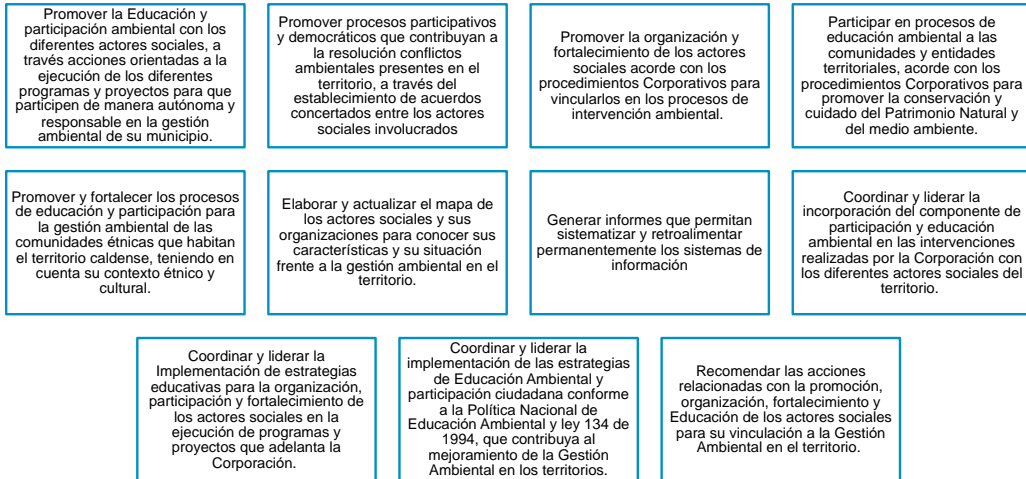 Promover la Educación y
participación ambiental con los
diferentes actores sociales, a
través acciones orientadas a la
ejecución de los diferentes
programas y proyectos para que
participen de manera autónoma y
responsable en la gestión
ambiental de su municipio.
Promover procesos participativos
y democráticos que contribuyan a
la resolución conflictos
ambientales presentes en el
territorio, a través del
establecimiento de acuerdos
concertados entre los actores
sociales involucrados
Promover la organización y
fortalecimiento de los actores
sociales acorde con los
procedimientos Corporativos para
vincularlos en los procesos de
intervención ambiental.
Participar en procesos de
educación ambiental a las
comunidades y entidades
territoriales, acorde con los
procedimientos Corporativos para
promover la conservación y
cuidado del Patrimonio Natural y
del medio ambiente.
Promover y fortalecer los procesos
de educación y participación para
la gestión ambiental de las
comunidades étnicas que habitan
el territorio caldense, teniendo en
cuenta su contexto étnico y
cultural.
Elaborar y actualizar el mapa de
los actores sociales y sus
organizaciones para conocer sus
características y su situación
frente a la gestión ambiental en el
territorio.
Generar informes que permitan
sistematizar y retroalimentar
permanentemente los sistemas de
información
Coordinar y liderar la
incorporación del componente de
participación y educación
ambiental en las intervenciones
realizadas por la Corporación con
los diferentes actores sociales del
territorio.
Coordinar y liderar la
Implementación de estrategias
educativas para la organización,
participación y fortalecimiento de
los actores sociales en la
ejecución de programas y
proyectos que adelanta la
Corporación.
Coordinar y liderar la
implementación de las estrategias
de Educación Ambiental y
participación ciudadana conforme
a la Política Nacional de
Educación Ambiental y ley 134 de
1994, que contribuya al
mejoramiento de la Gestión
Ambiental en los territorios.
Recomendar las acciones
relacionadas con la promoción,
organización, fortalecimiento y
Educación de los actores sociales
para su vinculación a la Gestión
Ambiental en el territorio.